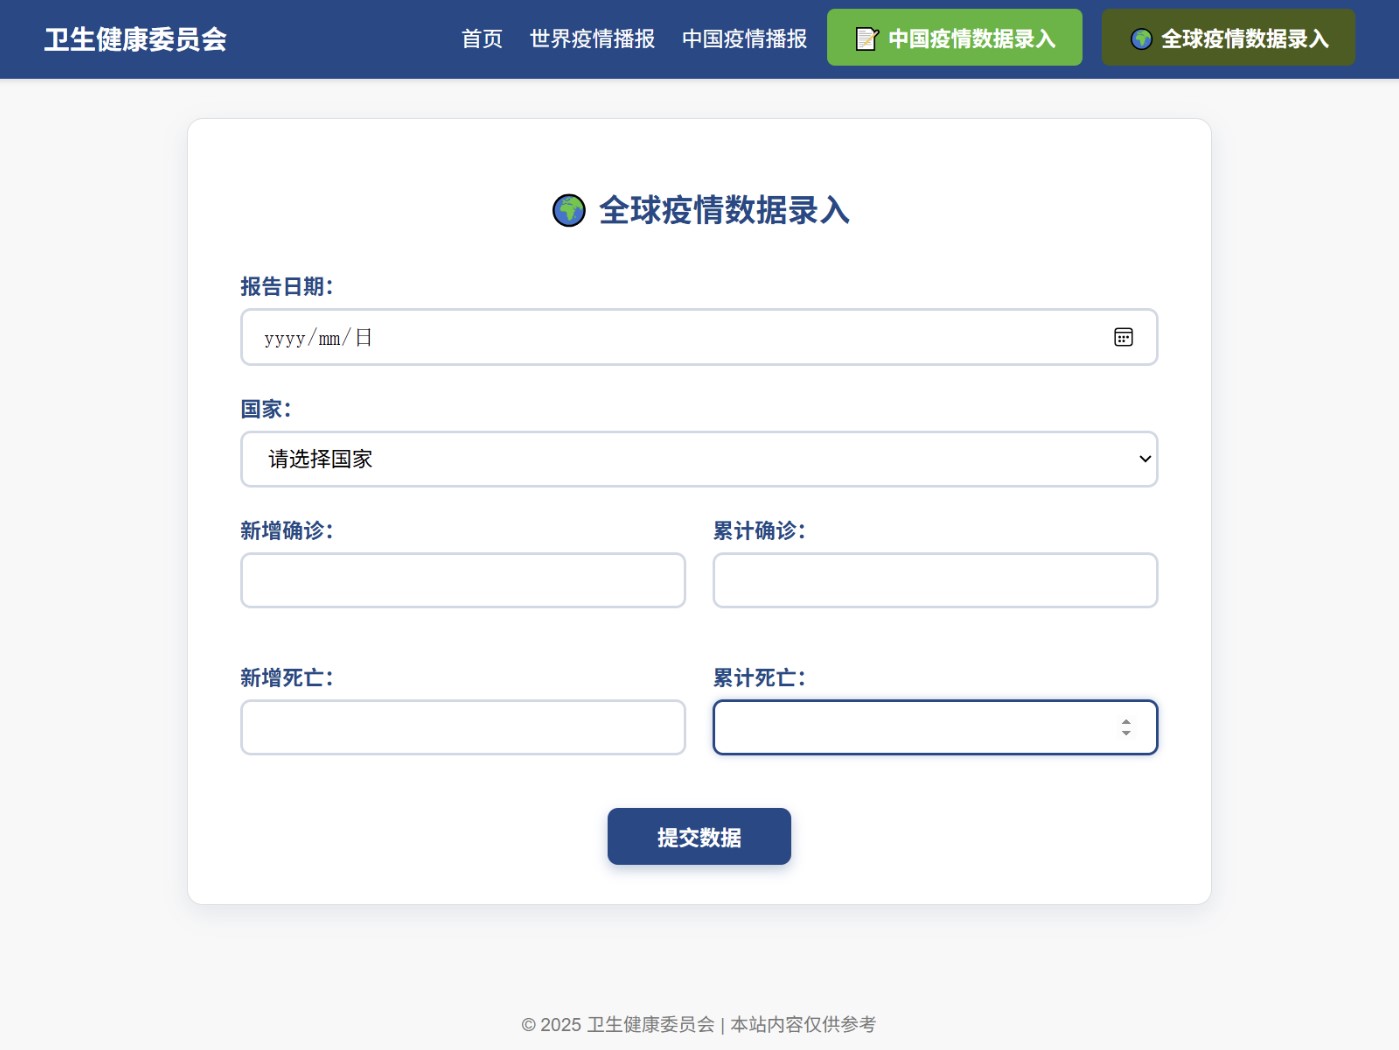 卫生健康委员会
首页 世界疫情播报 中国疫情播报 📝 中国疫情数据录入 🌍 全球疫情数据录入
🌍 全球疫情数据录入
报告日期：
yyyy/mm/日
国家：
请选择国家
新增确诊： 累计确诊：
新增死亡： 累计死亡：
提交数据
© 2025 卫生健康委员会 | 本站内容仅供参考